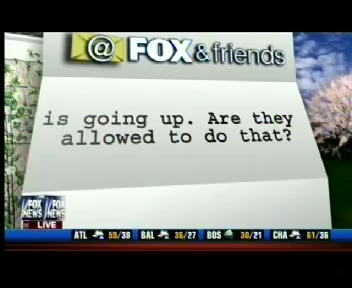 @ FOX & friends
is going up. Are they
allowed to do that?
FOX NEWS FOX NEWS
LIVE
ATL 59/38 BAL 36/27 BOS 30/21 CHA 61/36